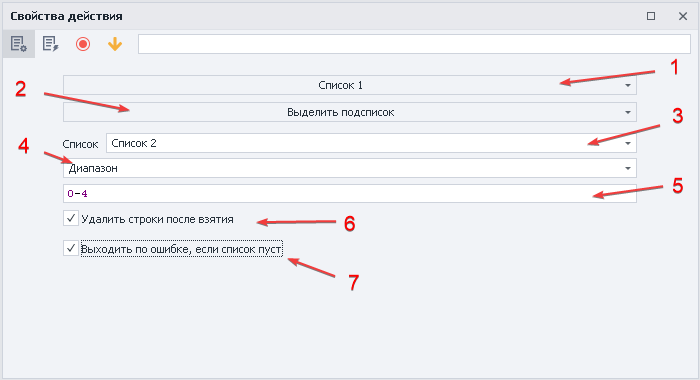 Свойства действия
1
Список 1
2
Выделить подсписок
3
Список Список 2
4
Диапазон
5
0-4
Удалить строки после взятия
6
Выходить по ошибке, если список пуст
7